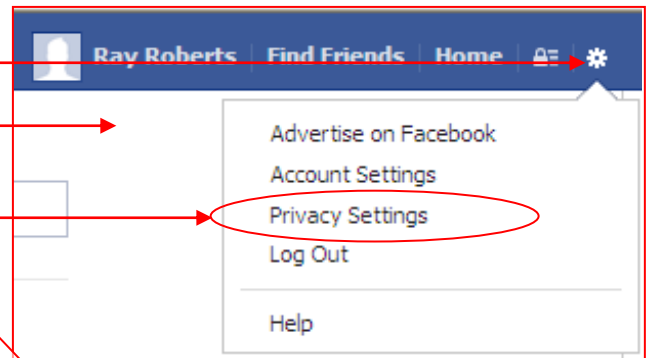 Ray Roberts Find Friends Home
Advertise on Facebook
Account Settings
Privacy Settings
Log Out
Help